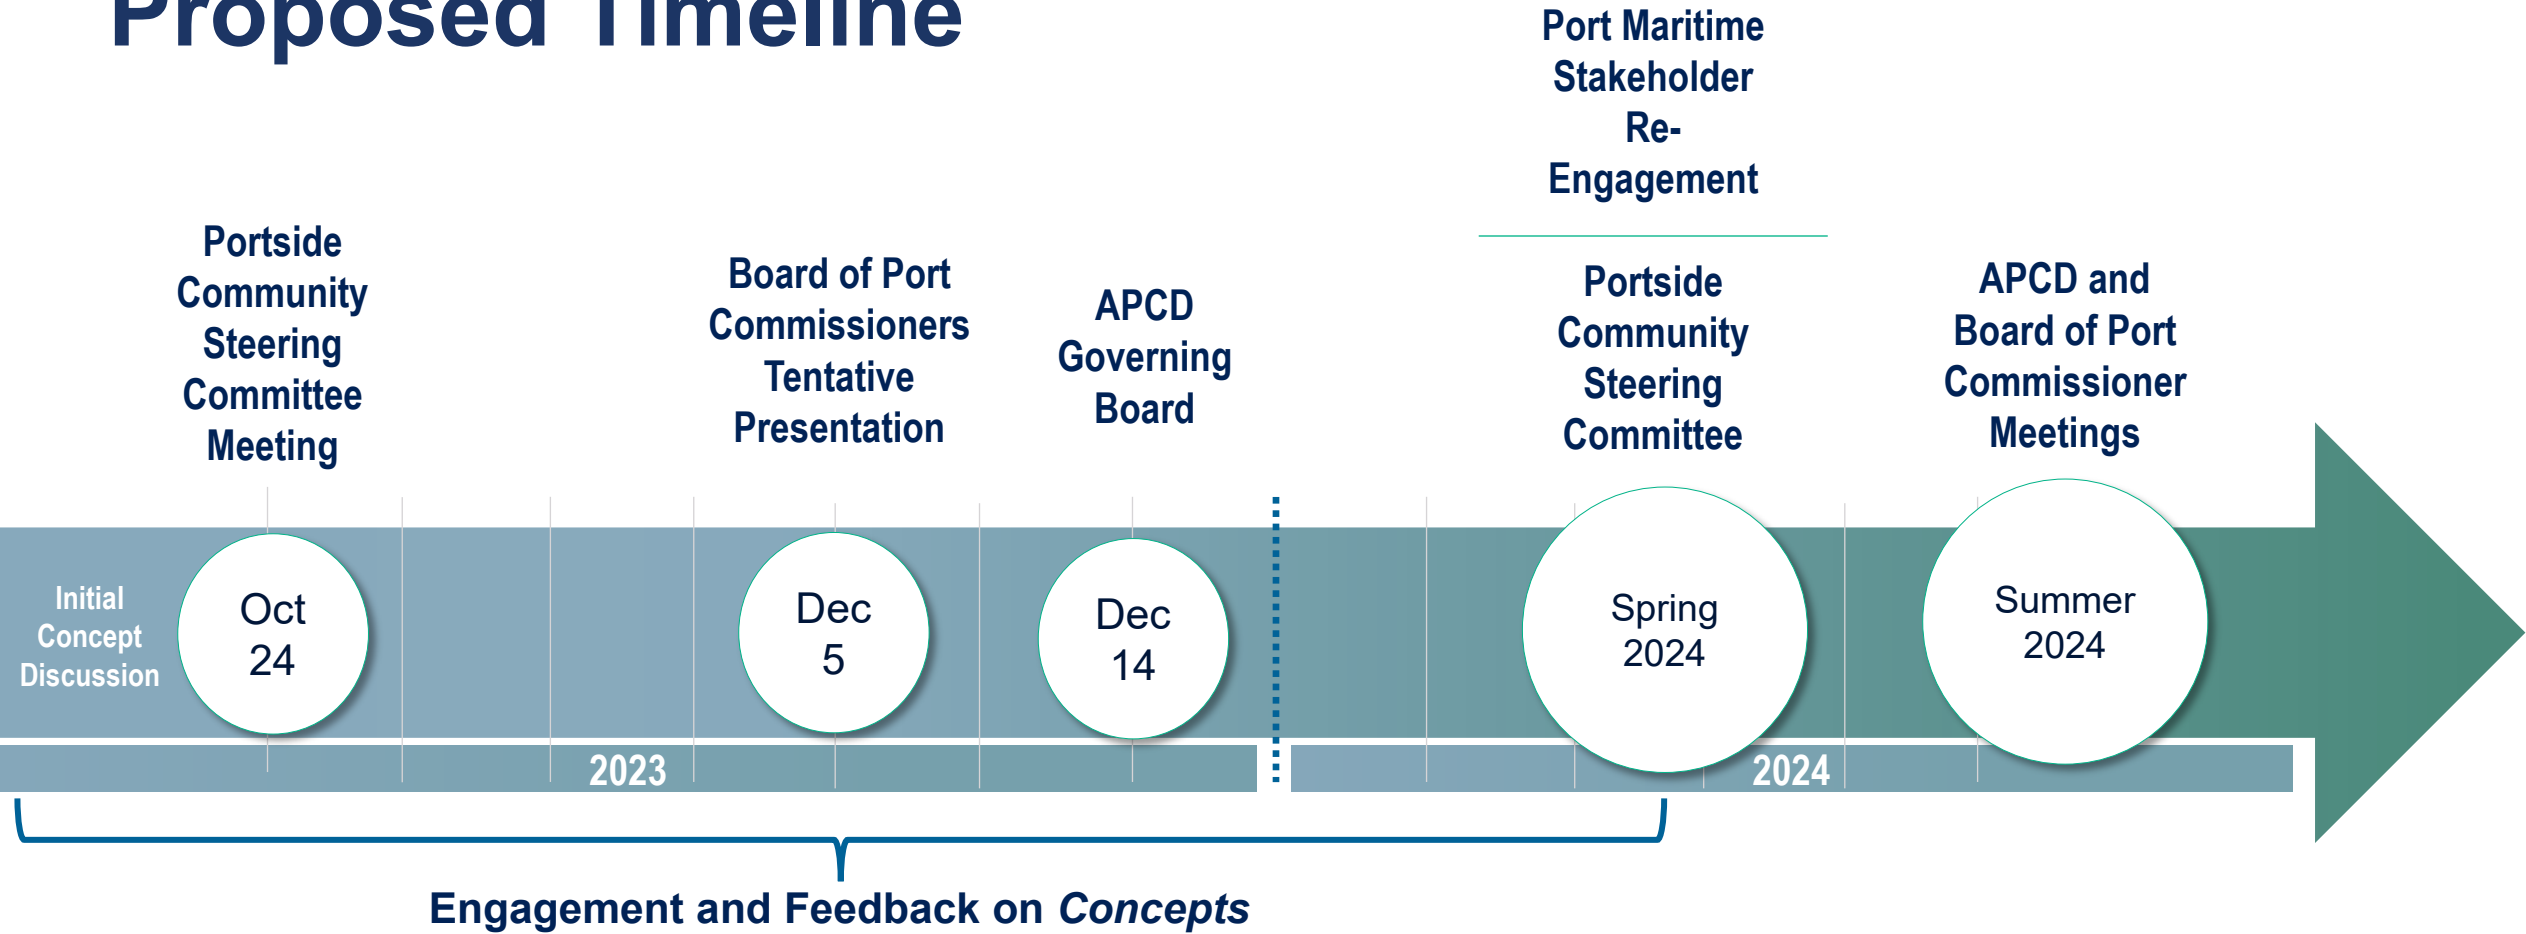 Proposed Timeline
Port Maritime
Stakeholder
Re-
Engagement
Portside
Community
Steering
Committee
Meeting
Board of Port
Commissioners
Tentative
Presentation
APCD
Governing
Board
Portside
Community
Steering
Committee
APCD and
Board of Port
Commissioner
Meetings
Initial
Concept
Discussion
Oct
24
Dec
5
Dec
14
Spring
2024
Summer
2024
2023
2024
Engagement and Feedback on Concepts